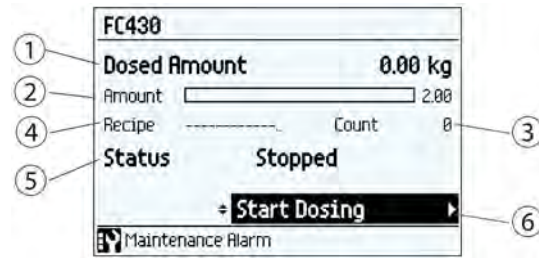 FC430
1 Dosed Amount 0.00 kg
2 Amount 2.00
4 Recipe Count 0 3
5 Status Stopped
Start Dosing 6
Maintenance Alarm